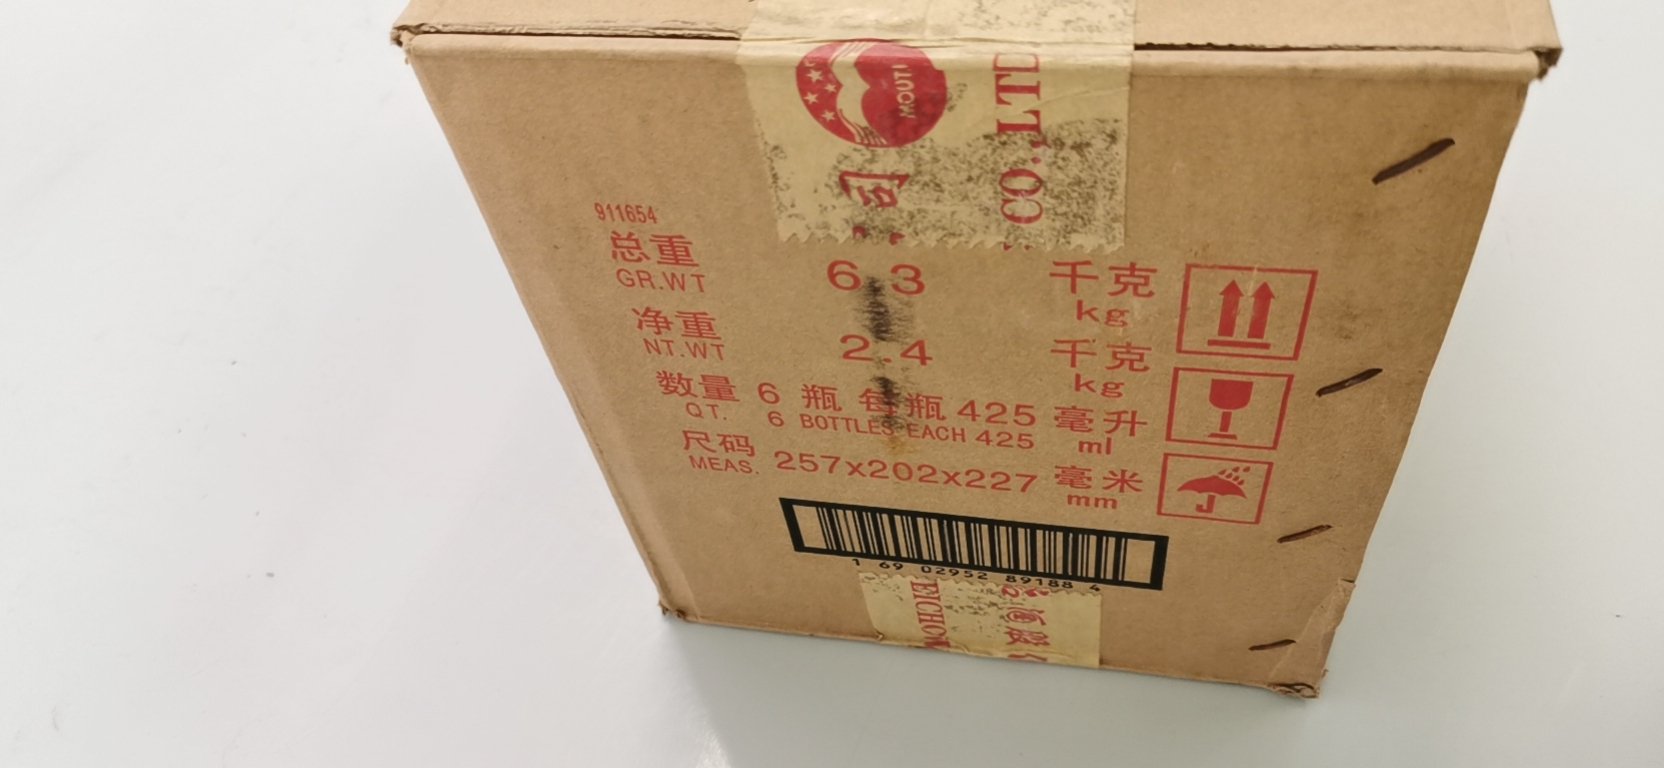 MOUTI
司
CO.,LTD
911654
总重 6.3 千克
GR.WT kg
净重 2.4 千克
NT.WT kg
数量 6 瓶 每瓶 425 毫升
QT. 6 BOTTLES EACH 425 ml
尺码 257x202x227 毫米
MEAS. mm
1 69 02952 89188 4